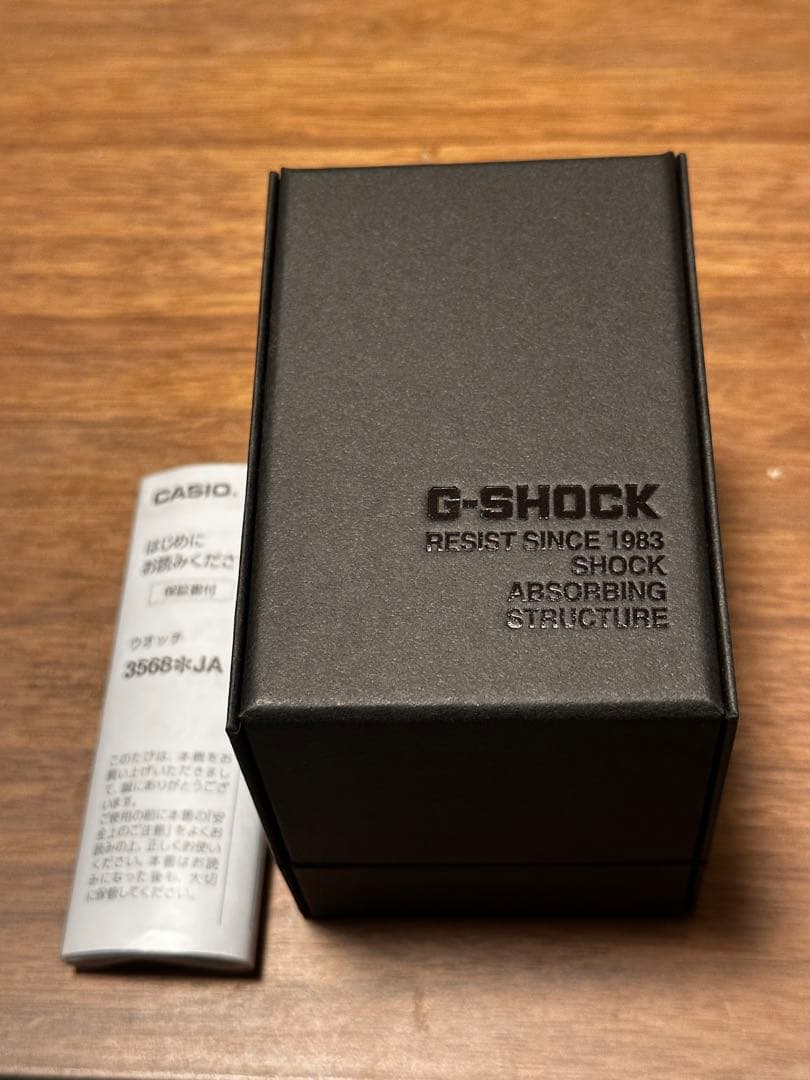 CASIO.
はじめに
お読みくださ
保証書付
ウオッチ
3568✻JA
このたびは、本機をお
買い上げいただきまし
て、誠にありがとうござ
います。
ご使用の前に本書の「安
全上のご注意」をよくお
読みの上、正しくお使い
ください。本書はお読
みになった後も、大切
に保管してください。
G-SHOCK
RESIST SINCE 1983
SHOCK
ABSORBING
STRUCTURE